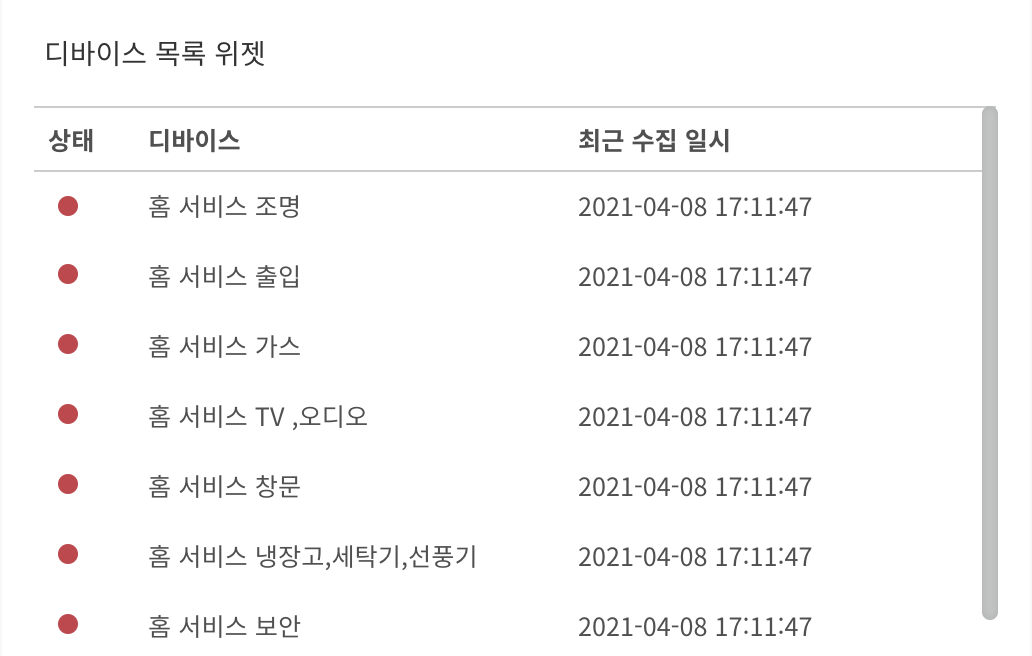 디바이스 목록 위젯
상태 디바이스 최근 수집 일시
홈 서비스 조명 2021-04-08 17:11:47
홈 서비스 출입 2021-04-08 17:11:47
홈 서비스 가스 2021-04-08 17:11:47
홈 서비스 TV ,오디오 2021-04-08 17:11:47
홈 서비스 창문 2021-04-08 17:11:47
홈 서비스 냉장고,세탁기,선풍기 2021-04-08 17:11:47
홈 서비스 보안 2021-04-08 17:11:47